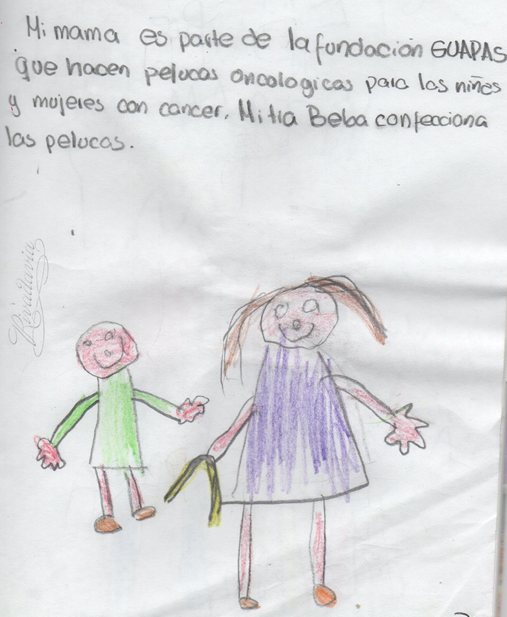 Mi mama es parte de la fundación GUAPAS
que hacen pelucas oncologicas para los niños
y mujeres con cancer. Mi tia Beba confecciona
las pelucas.
Rivadavia